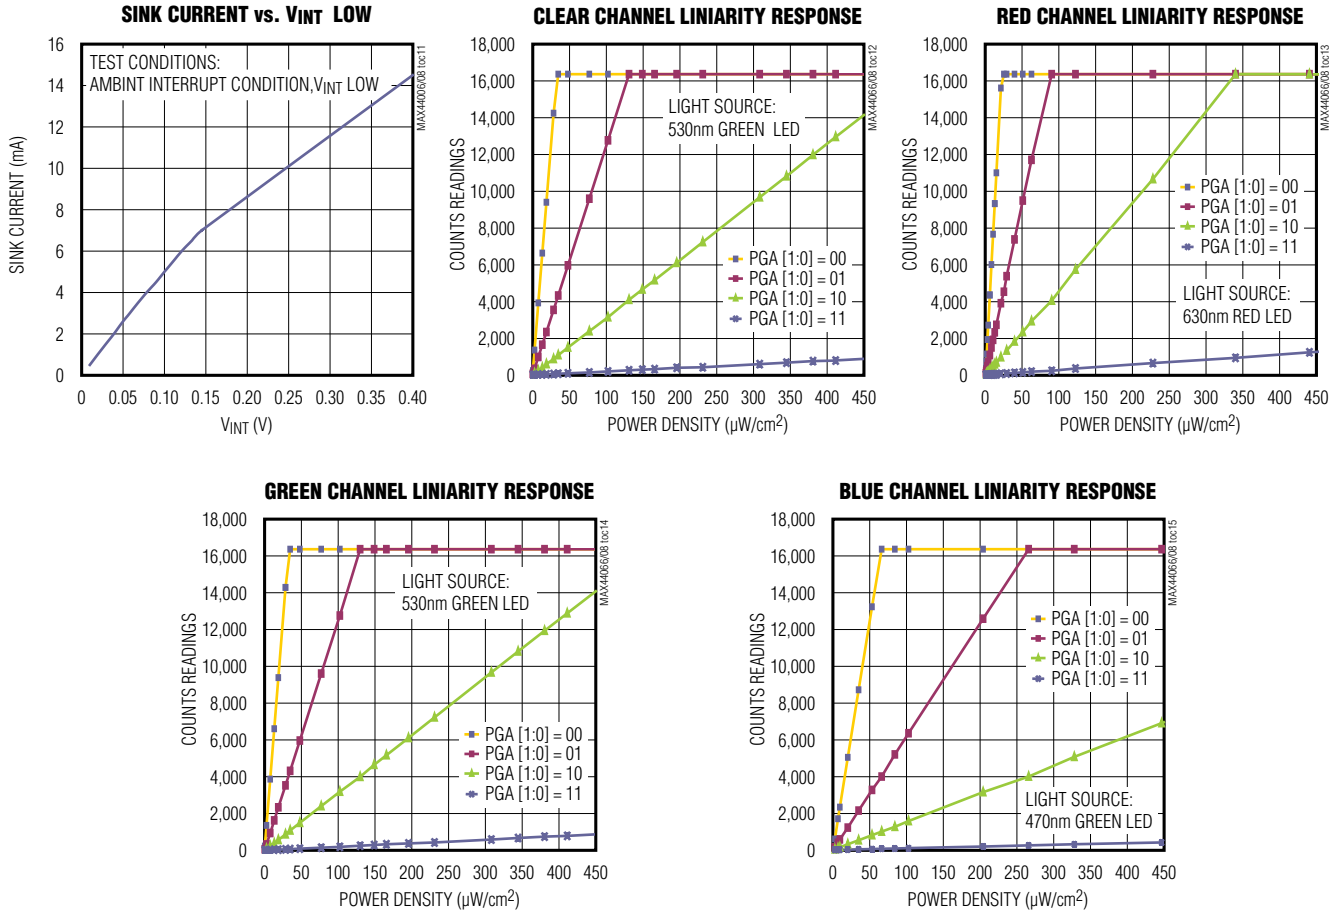 SINK CURRENT vs. VINT LOW
16
14
12
10
8
6
4
2
0
SINK CURRENT (mA)
TEST CONDITIONS:
AMBINT INTERRUPT CONDITION,VINT LOW
MAX44006/08 toc11
0 0.05 0.10 0.15 0.20 0.25 0.30 0.35 0.40
VINT (V)
CLEAR CHANNEL LINIARITY RESPONSE
18,000
16,000
14,000
12,000
10,000
8,000
6,000
4,000
2,000
0
COUNTS READINGS
LIGHT SOURCE:
530nm GREEN LED
PGA [1:0] = 00
PGA [1:0] = 01
PGA [1:0] = 10
PGA [1:0] = 11
MAX44066/08 toc12
0 50 100 150 200 250 300 350 400 450
POWER DENSITY (µW/cm2)
RED CHANNEL LINIARITY RESPONSE
18,000
16,000
14,000
12,000
10,000
8,000
6,000
4,000
2,000
0
COUNTS READINGS
PGA [1:0] = 00
PGA [1:0] = 01
PGA [1:0] = 10
PGA [1:0] = 11
LIGHT SOURCE:
630nm RED LED
MAX44066/08 toc13
0 50 100 150 200 250 300 350 400 450
POWER DENSITY (µW/cm2)
GREEN CHANNEL LINIARITY RESPONSE
18,000
16,000
14,000
12,000
10,000
8,000
6,000
4,000
2,000
0
COUNTS READINGS
LIGHT SOURCE:
530nm GREEN LED
PGA [1:0] = 00
PGA [1:0] = 01
PGA [1:0] = 10
PGA [1:0] = 11
MAX44066/08 toc14
0 50 100 150 200 250 300 350 400 450
POWER DENSITY (µW/cm2)
BLUE CHANNEL LINIARITY RESPONSE
18,000
16,000
14,000
12,000
10,000
8,000
6,000
4,000
2,000
0
COUNTS READINGS
PGA [1:0] = 00
PGA [1:0] = 01
PGA [1:0] = 10
PGA [1:0] = 11
LIGHT SOURCE:
470nm GREEN LED
MAX44066/08 toc15
0 50 100 150 200 250 300 350 400 450
POWER DENSITY (µW/cm2)